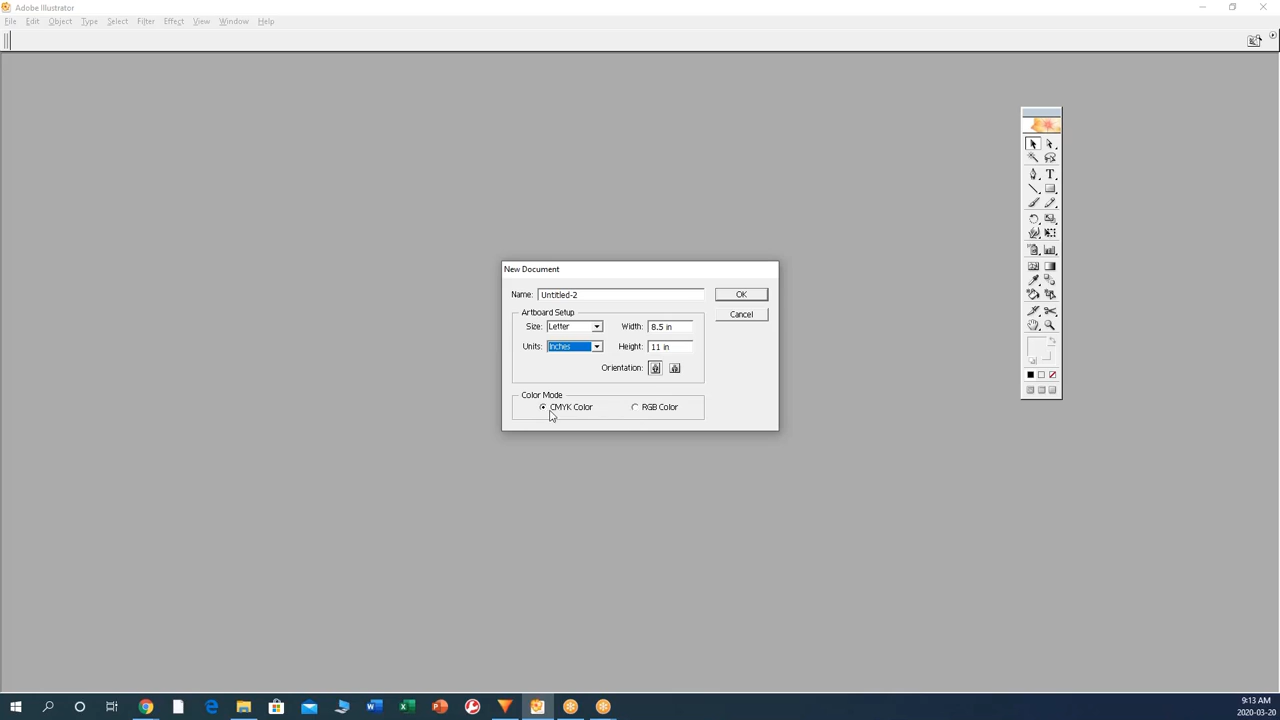 Adobe Illustrator
File Edit Object Type Select Filter Effect View Window Help
New Document
Name: Untitled-2 OK
Artboard Setup Cancel
Size: Letter Width: 8.5 in
Units: Inches Height: 11 in
Orientation:
Color Mode
CMYK Color RGB Color
T
9:13 AM
2020-03-20